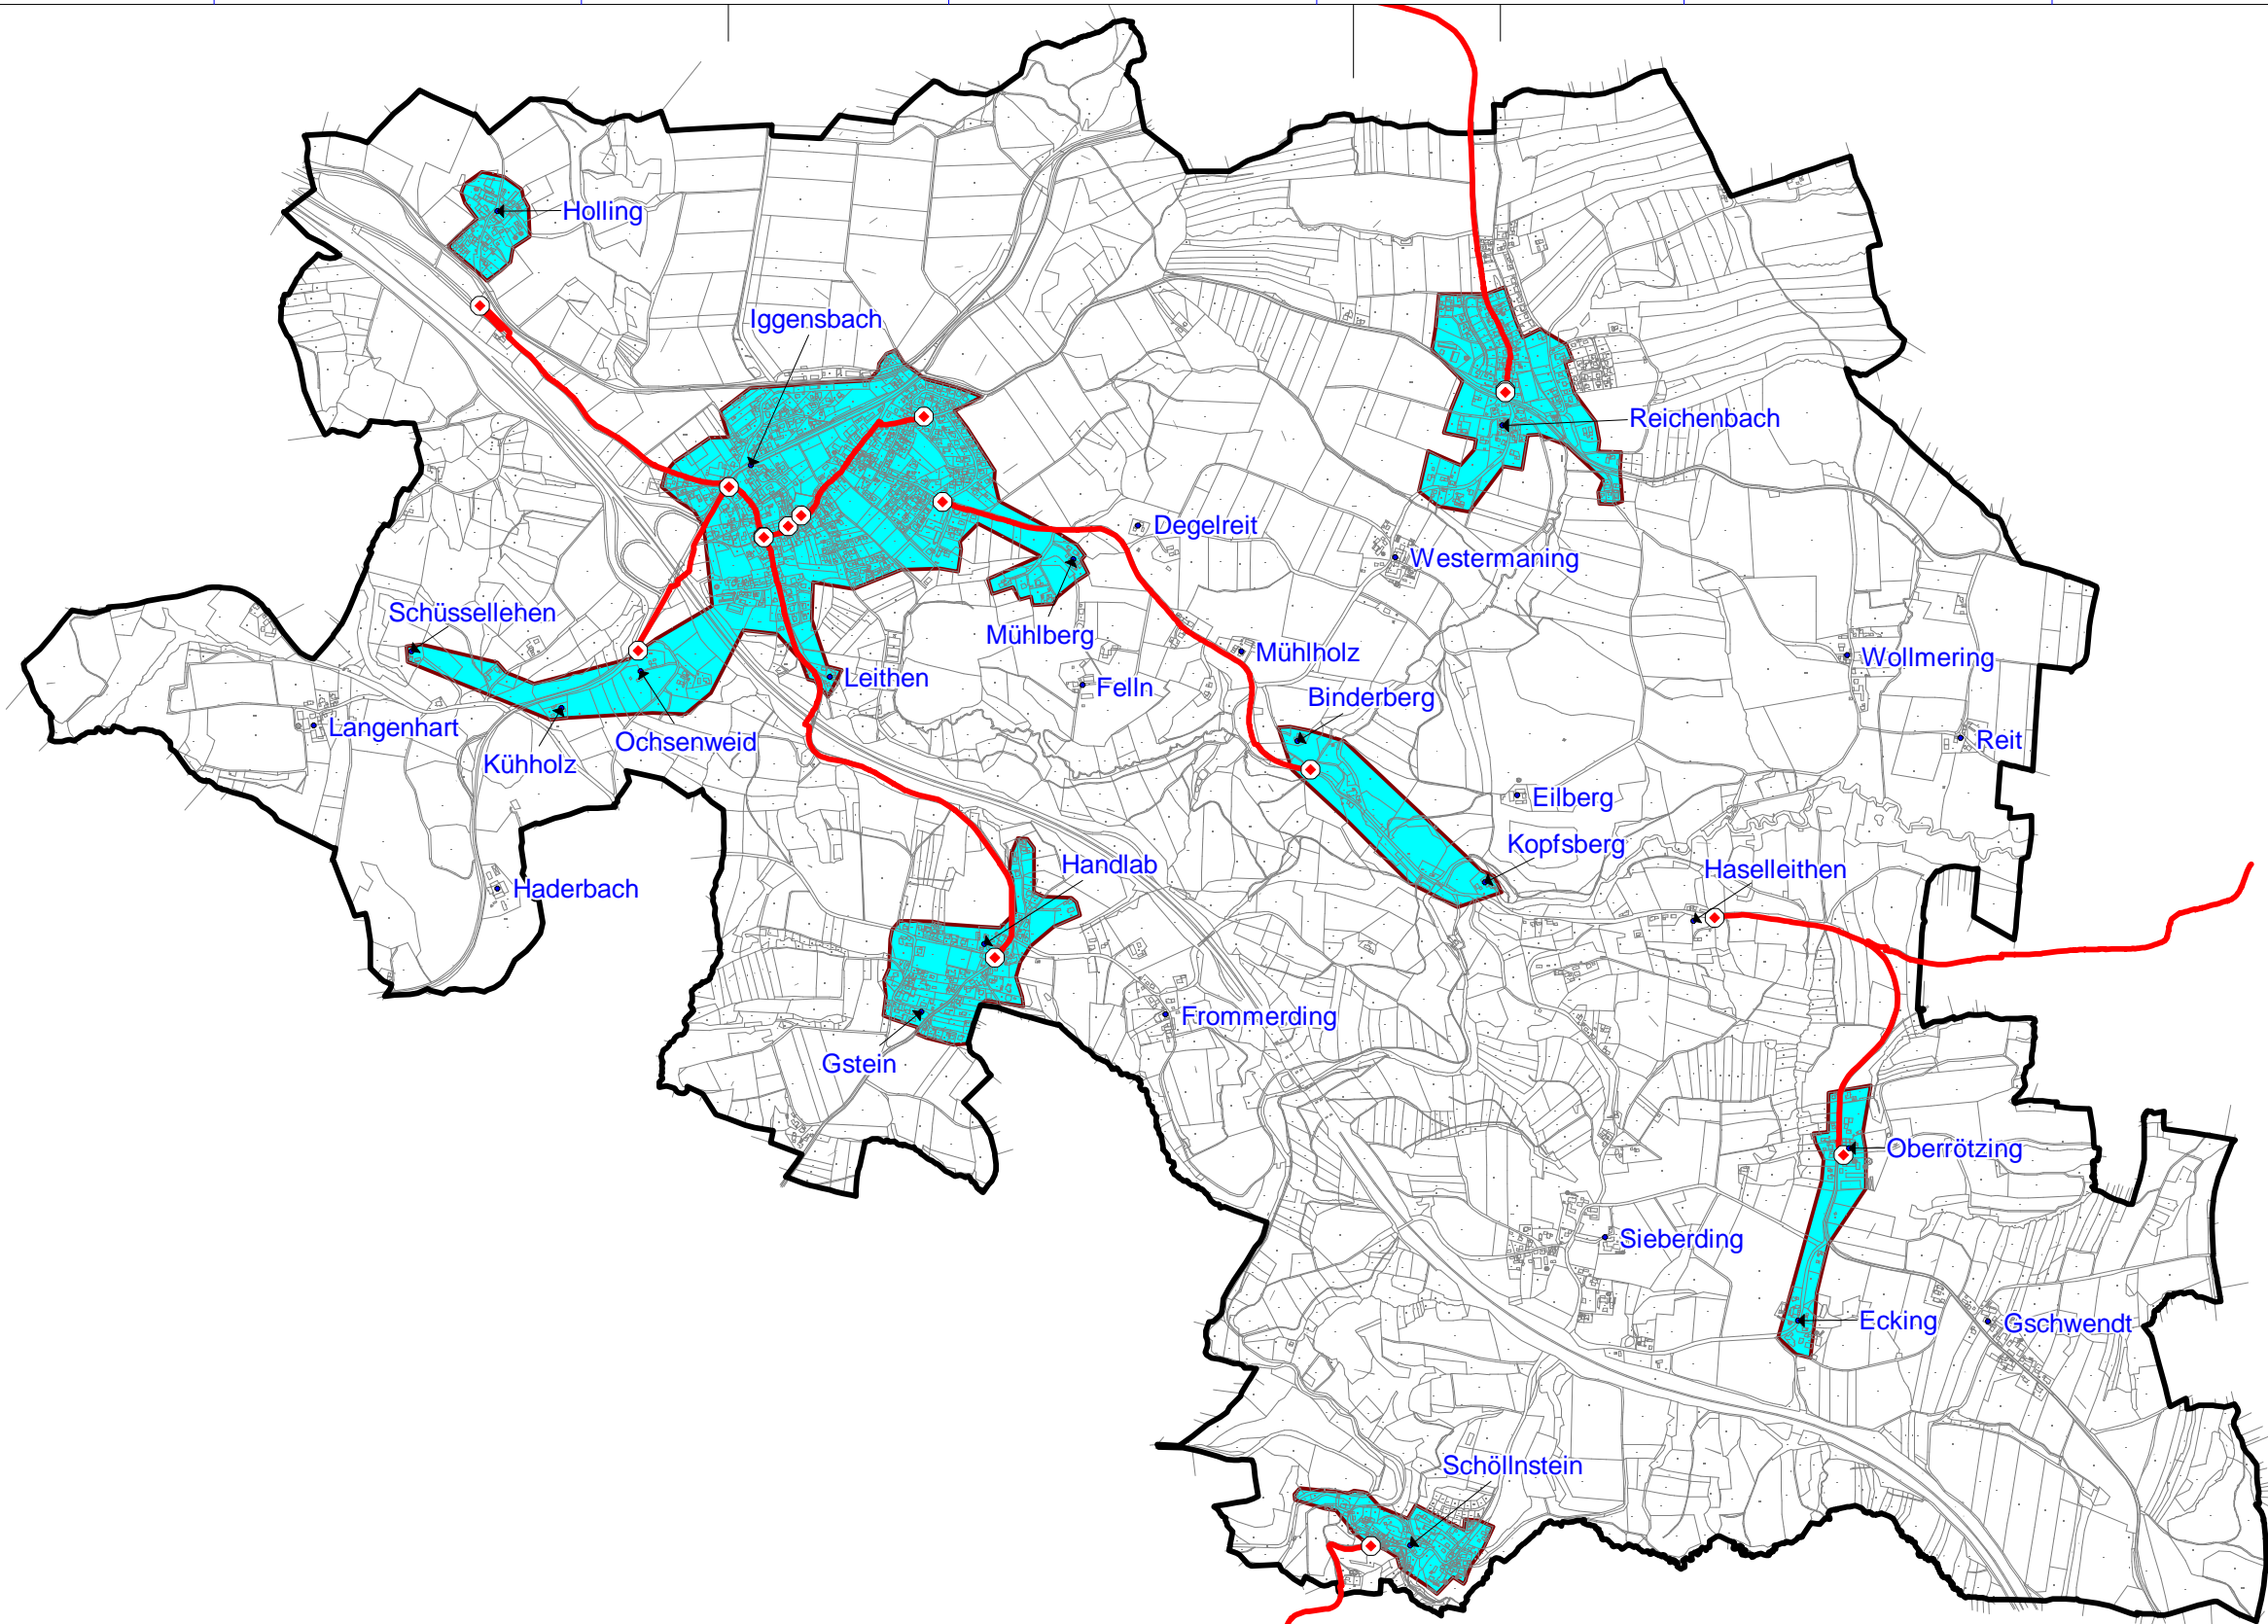 Holling
Iggensbach
Reichenbach
Degelreit
Westermaning
Schüssellehen
Mühlberg
Mühlholz
Wollmering
Leithen
Felln
Binderberg
Langenhart
Ochsenweid
Reit
Kühholz
Eilberg
Kopfsberg
Handlab
Haselleithen
Haderbach
Frommerding
Gstein
Oberrötzing
Sieberding
Ecking
Gschwendt
Schöllnstein